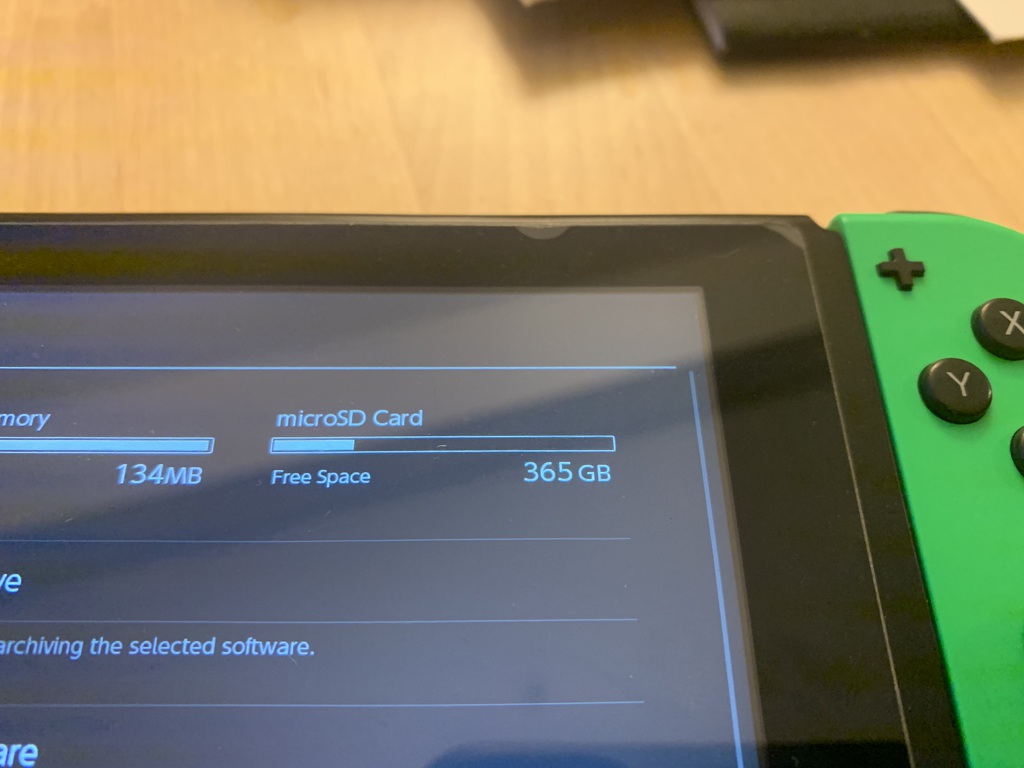 mory
microSD Card
134MB
Free Space
365 GB
ve
archiving the selected software.
are
X
Y